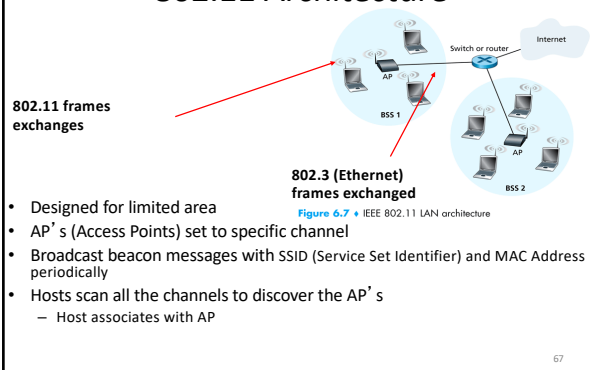 802.11 Architecture
Internet
Switch or router
AP
802.11 frames
exchanges
BSS 1
AP
802.3 (Ethernet)
frames exchanged
BSS 2
Figure 6.7 ♦ IEEE 802.11 LAN architecture
• Designed for limited area
• AP's (Access Points) set to specific channel
• Broadcast beacon messages with SSID (Service Set Identifier) and MAC Address
periodically
• Hosts scan all the channels to discover the AP's
– Host associates with AP
67